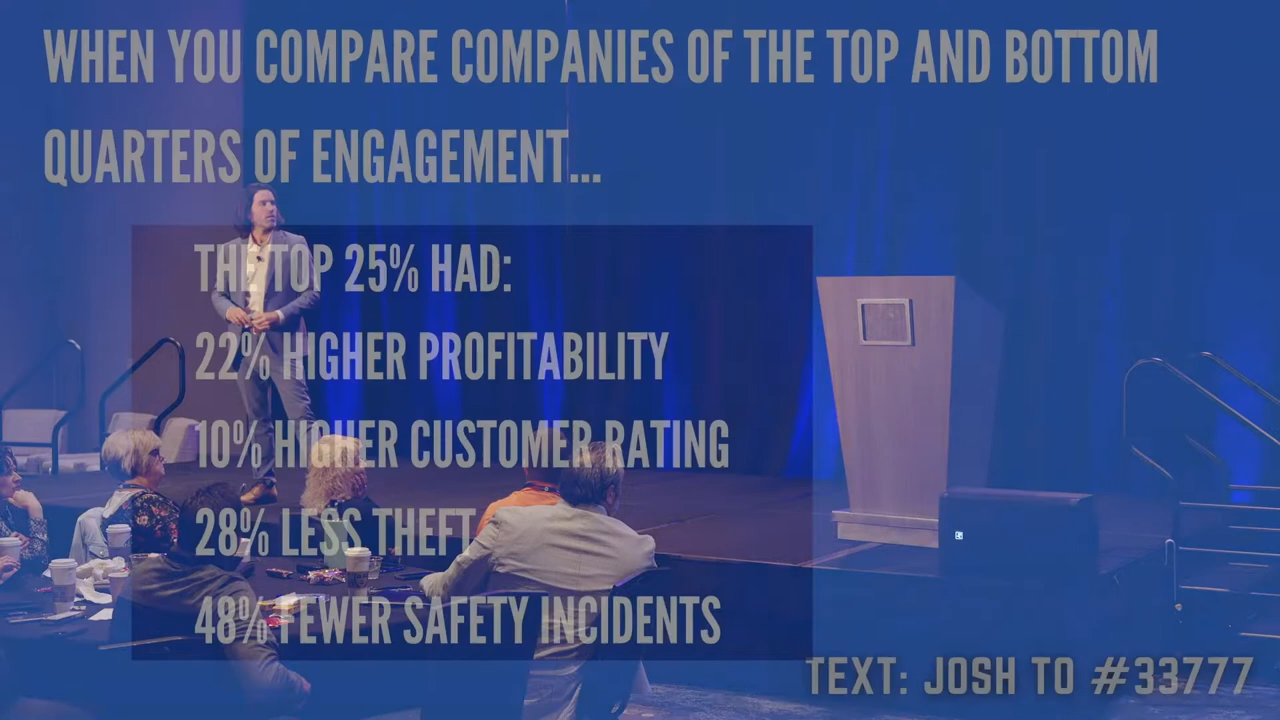 WHEN YOU COMPARE COMPANIES OF THE TOP AND BOTTOM
QUARTERS OF ENGAGEMENT...
THE TOP 25% HAD:
22% HIGHER PROFITABILITY
10% HIGHER CUSTOMER RATING
28% LESS THEFT
48% FEWER SAFETY INCIDENTS
TEXT: JOSH TO #33777